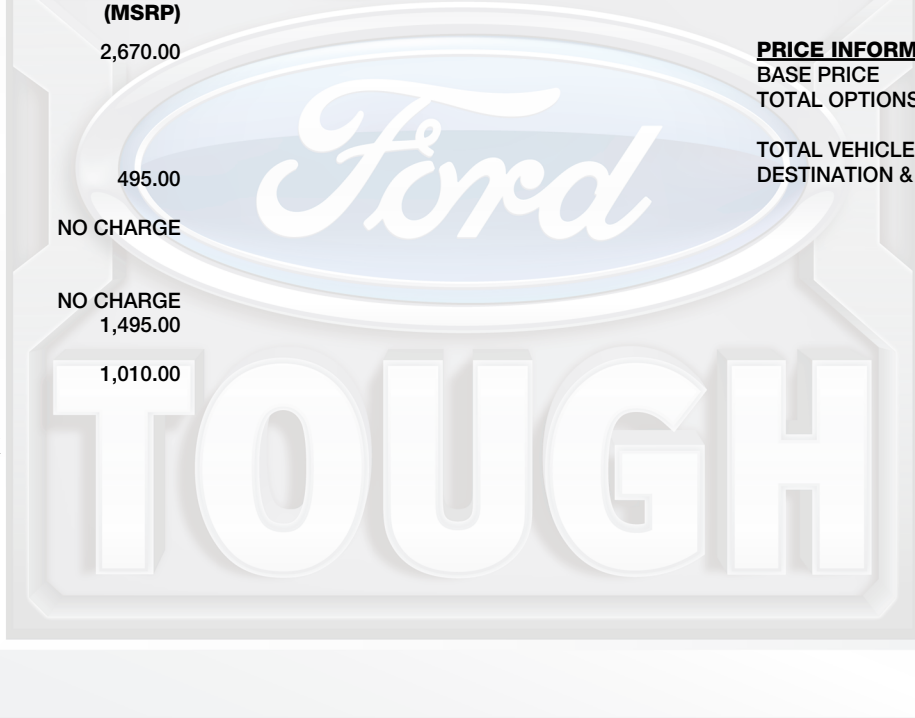 (MSRP)
2,670.00
495.00
NO CHARGE
NO CHARGE
1,495.00
1,010.00
PRICE INFORM
BASE PRICE
TOTAL OPTIONS
TOTAL VEHICLE
DESTINATION &
Ford
TOUGH